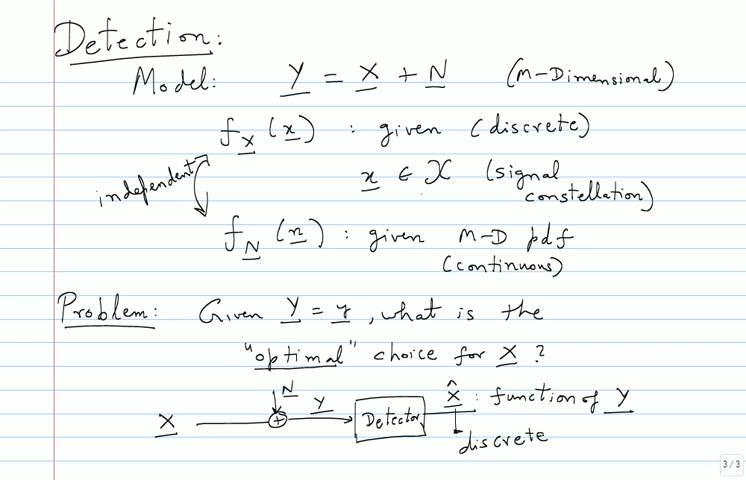 Detection:
Model: Y = X + N (M-Dimensional)
f_X (x) : given (discrete)
independent
x ∈ X (signal
constellation)
f_N (n) : given M-D pdf
(continuous)
Problem: Given Y = y, what is the
"optimal" choice for X ?
N
X + Y Detector X̂ : function of Y
discrete
3 / 3